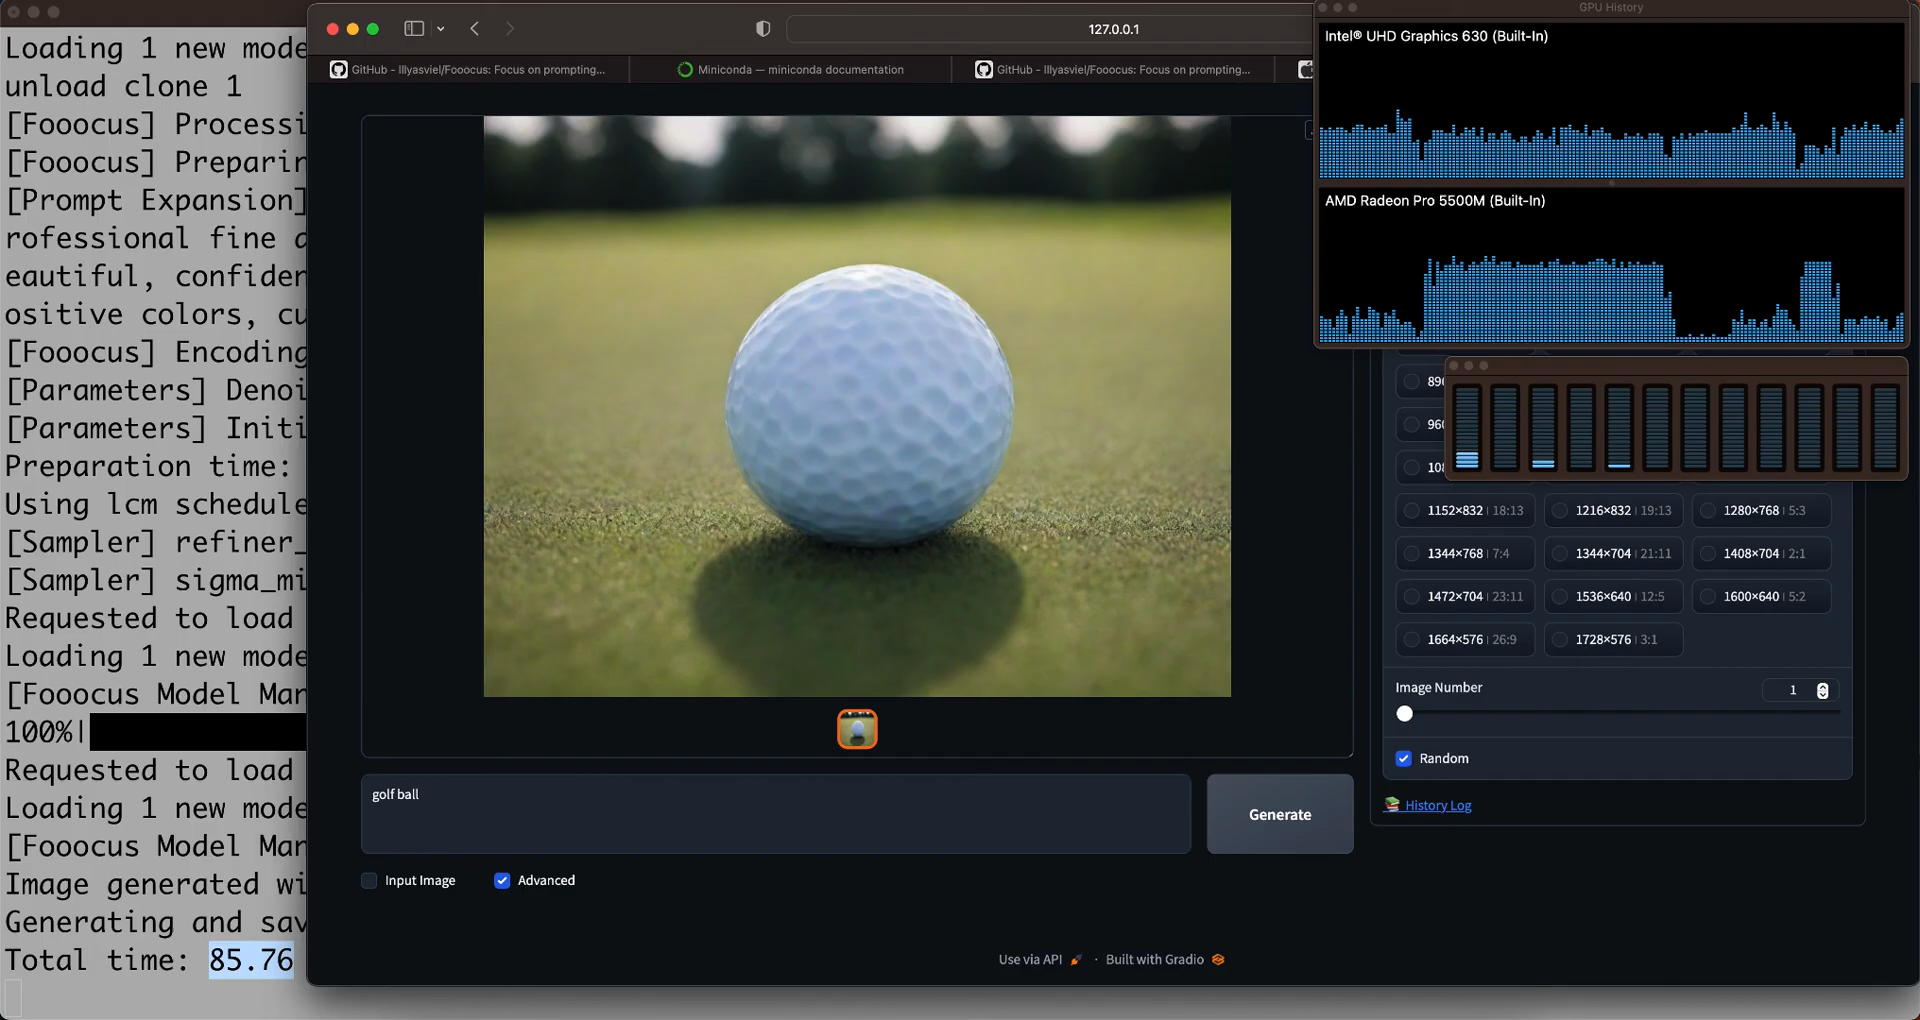 Loading 1 new mode
unload clone 1
[Fooocus] Processi
[Fooocus] Preparin
[Prompt Expansion]
rofessional fine a
eautiful, confiden
ositive colors, cu
[Fooocus] Encoding
[Parameters] Denoi
[Parameters] Initi
Preparation time:
Using lcm schedule
[Sampler] refiner_
[Sampler] sigma_mi
Requested to load
Loading 1 new mode
[Fooocus Model Man
100%|
Requested to load
Loading 1 new mode
[Fooocus Model Man
Image generated wi
Generating and sav
Total time: 85.76
127.0.0.1
GitHub - lllyasviel/Fooocus: Focus on prompting...
Miniconda — miniconda documentation
GitHub - lllyasviel/Fooocus: Focus on prompting...
golf ball
Generate
Input Image
Advanced
Use via API · Built with Gradio
GPU History
Intel® UHD Graphics 630 (Built-In)
AMD Radeon Pro 5500M (Built-In)
896
960
108
1152×832 | 18:13 1216×832 | 19:13 1280×768 | 5:3
1344×768 | 7:4 1344×704 | 21:11 1408×704 | 2:1
1472×704 | 23:11 1536×640 | 12:5 1600×640 | 5:2
1664×576 | 26:9 1728×576 | 3:1
Image Number 1
Random
History Log